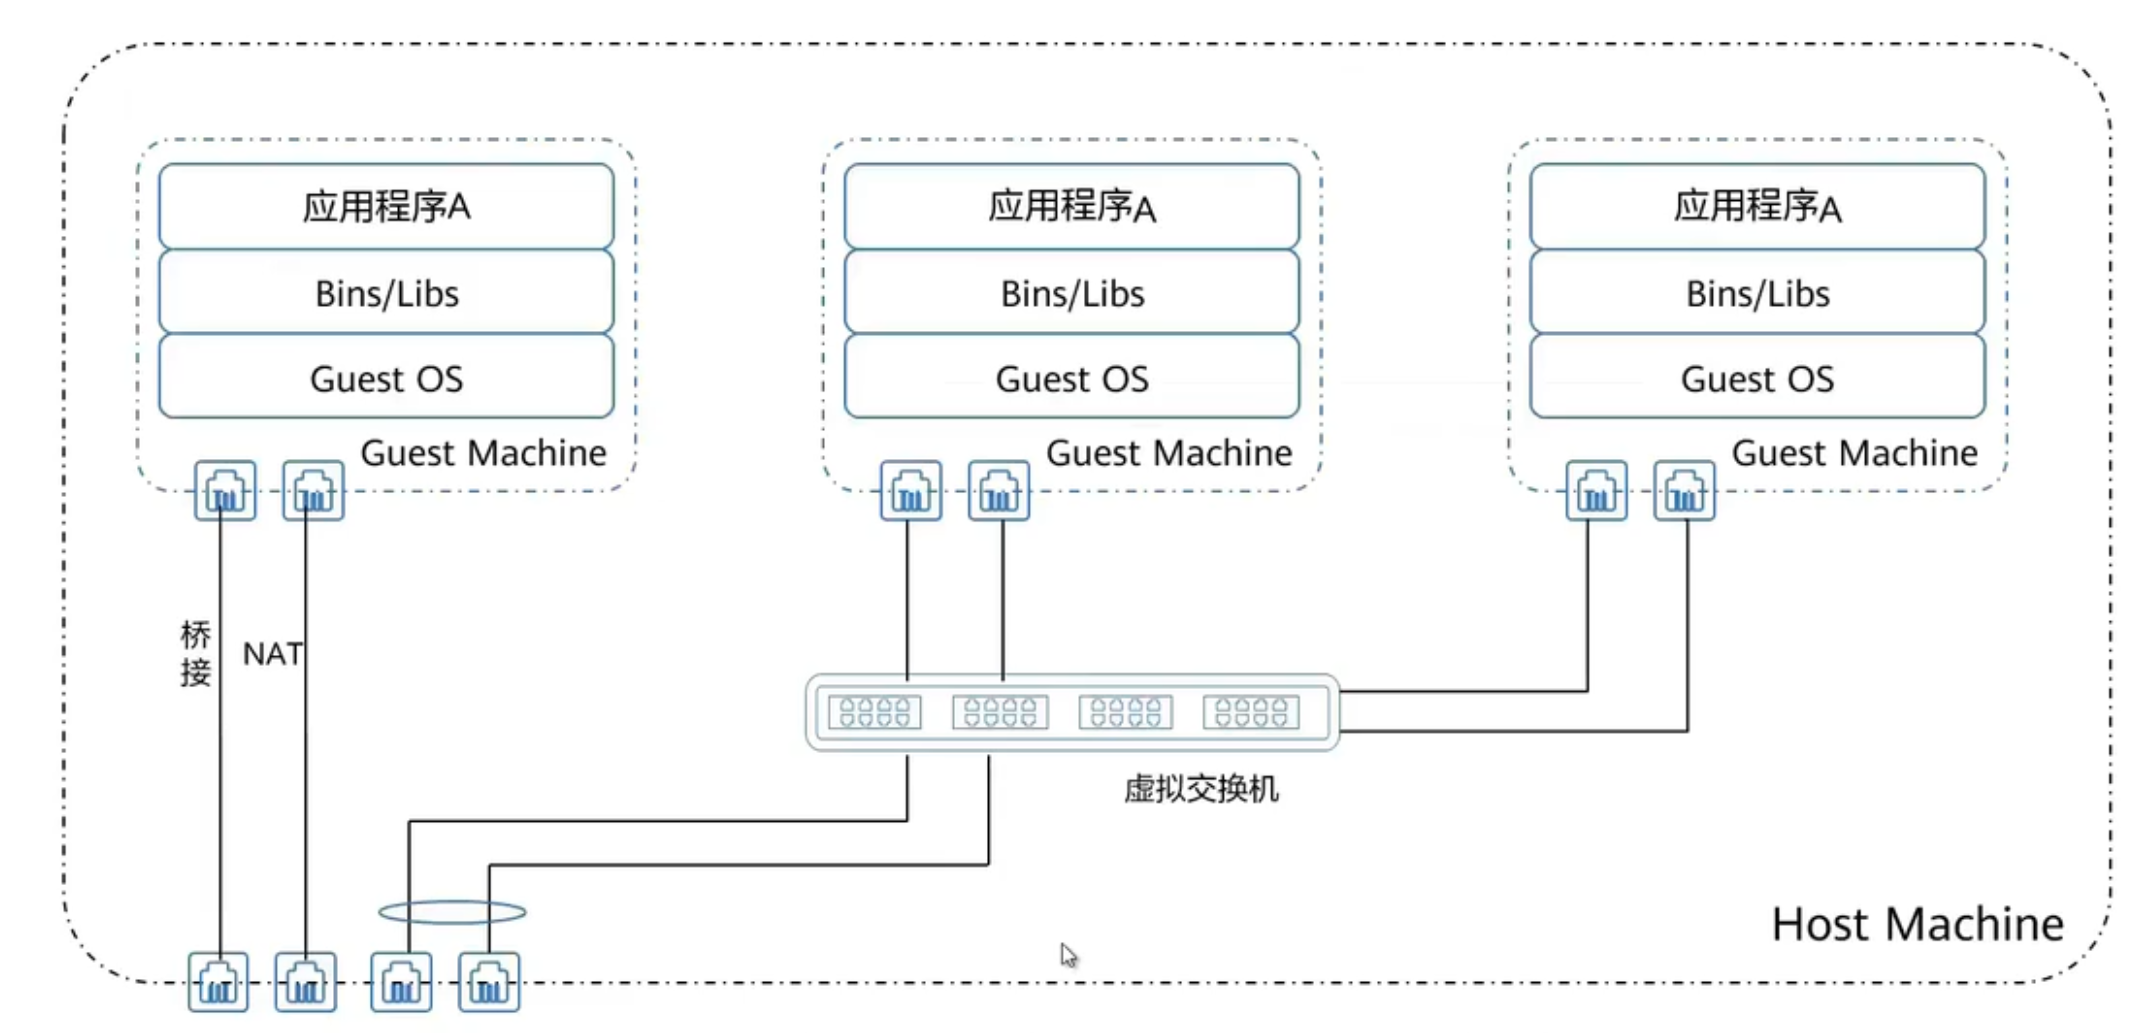 应用程序A
Bins/Libs
Guest OS
Guest Machine
应用程序A
Bins/Libs
Guest OS
Guest Machine
应用程序A
Bins/Libs
Guest OS
Guest Machine
桥接
NAT
虚拟交换机
Host Machine